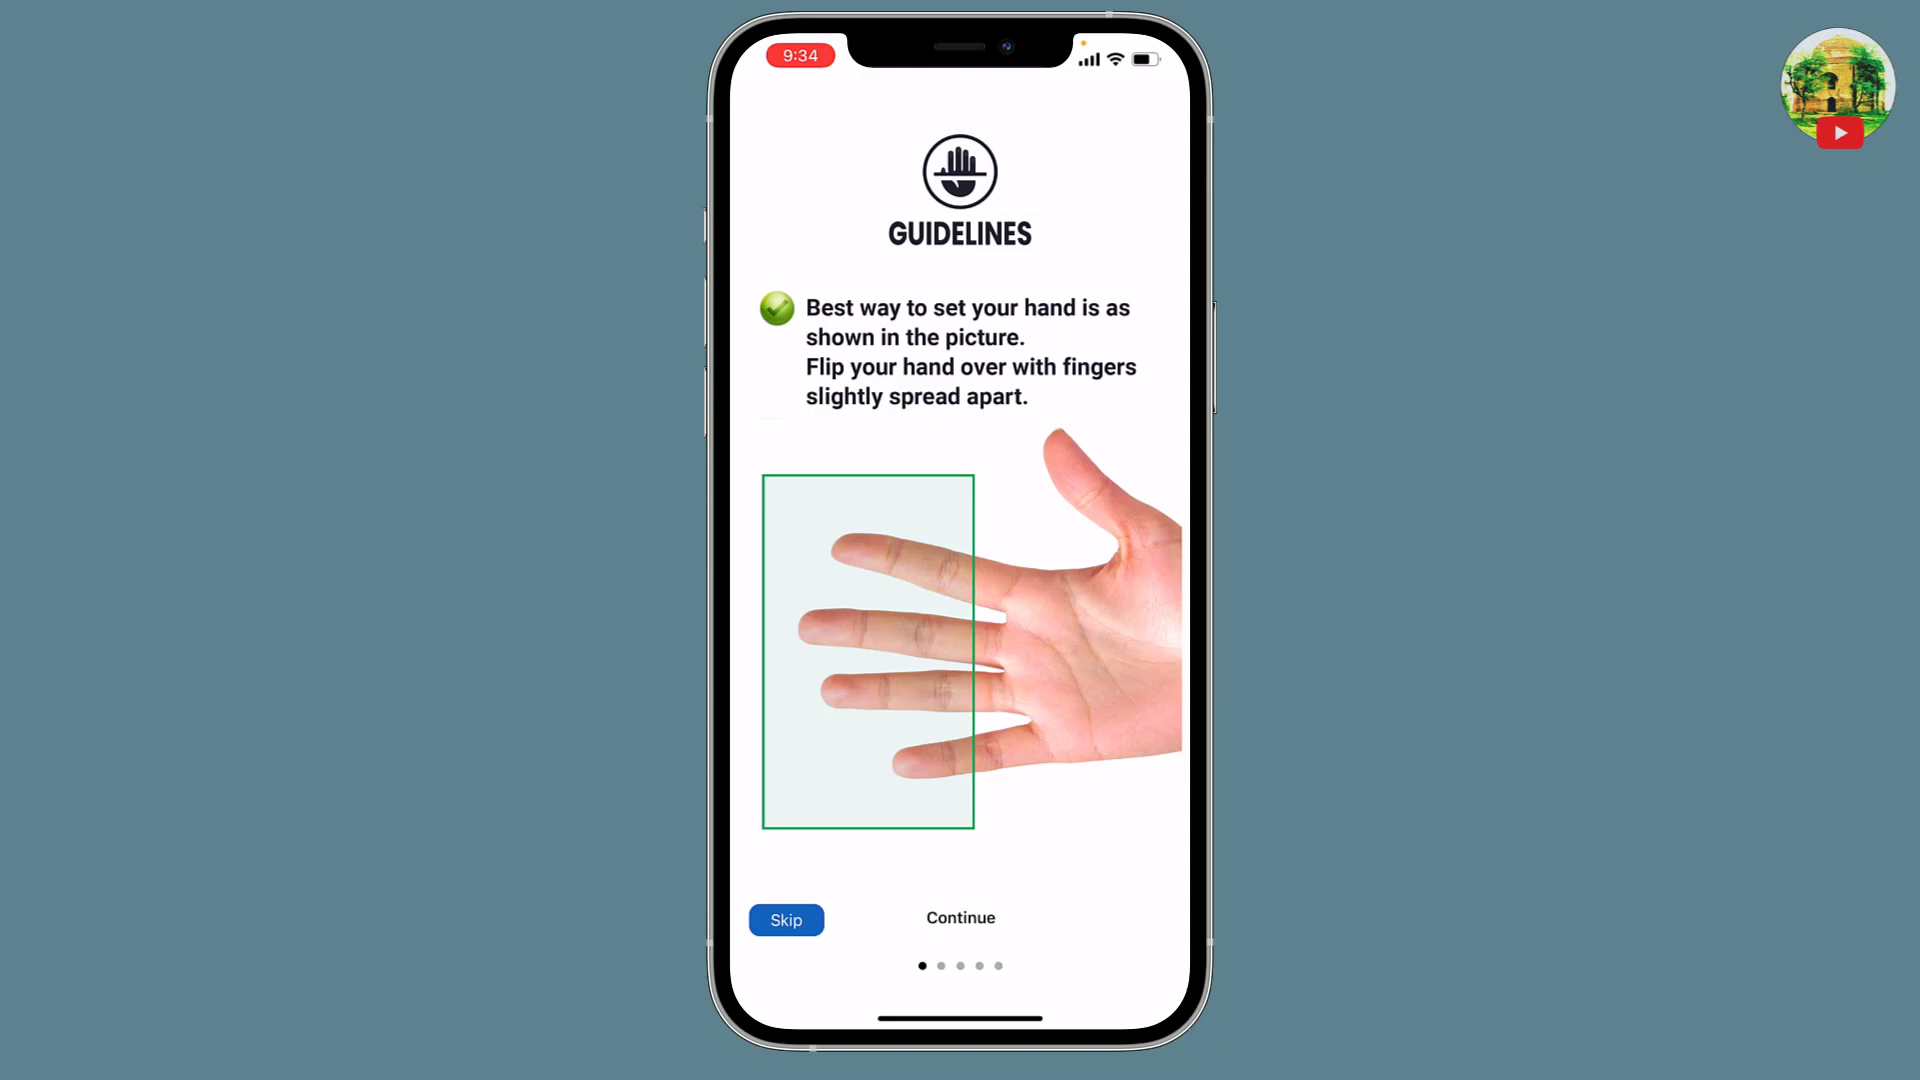 9:34
GUIDELINES
Best way to set your hand is as
shown in the picture.
Flip your hand over with fingers
slightly spread apart.
Skip
Continue